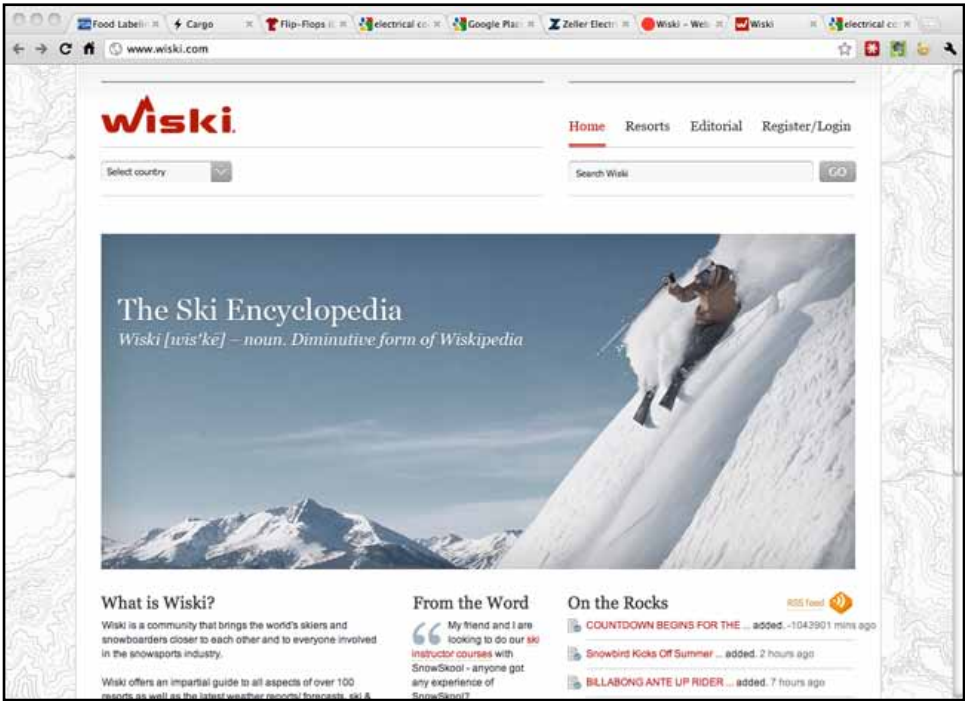 Food Labelin
Cargo
Flip-Flops (
electrical co
Google Plac
Zeller Electri
Wiski - Web
Wiski
electrical co
www.wiski.com
wiski.
Home Resorts Editorial Register/Login
Select country
Search Wiski GO
The Ski Encyclopedia
Wiski [wis'kē] – noun. Diminutive form of Wiskipedia
What is Wiski?
Wiski is a community that brings the world's skiers and
snowboarders closer to each other and to everyone involved
in the snowsports industry.
Wiski offers an impartial guide to all aspects of over 100
resorts as well as the latest weather reports/ forecasts, ski &
From the Word
My friend and I are
looking to do our ski
instructor courses with
SnowSkool - anyone got
any experience of
SnowSkool?
On the Rocks RSS feed
COUNTDOWN BEGINS FOR THE ... added. -1043901 mins ago
Snowbird Kicks Off Summer ... added. 2 hours ago
BILLABONG ANTE UP RIDER ... added. 7 hours ago